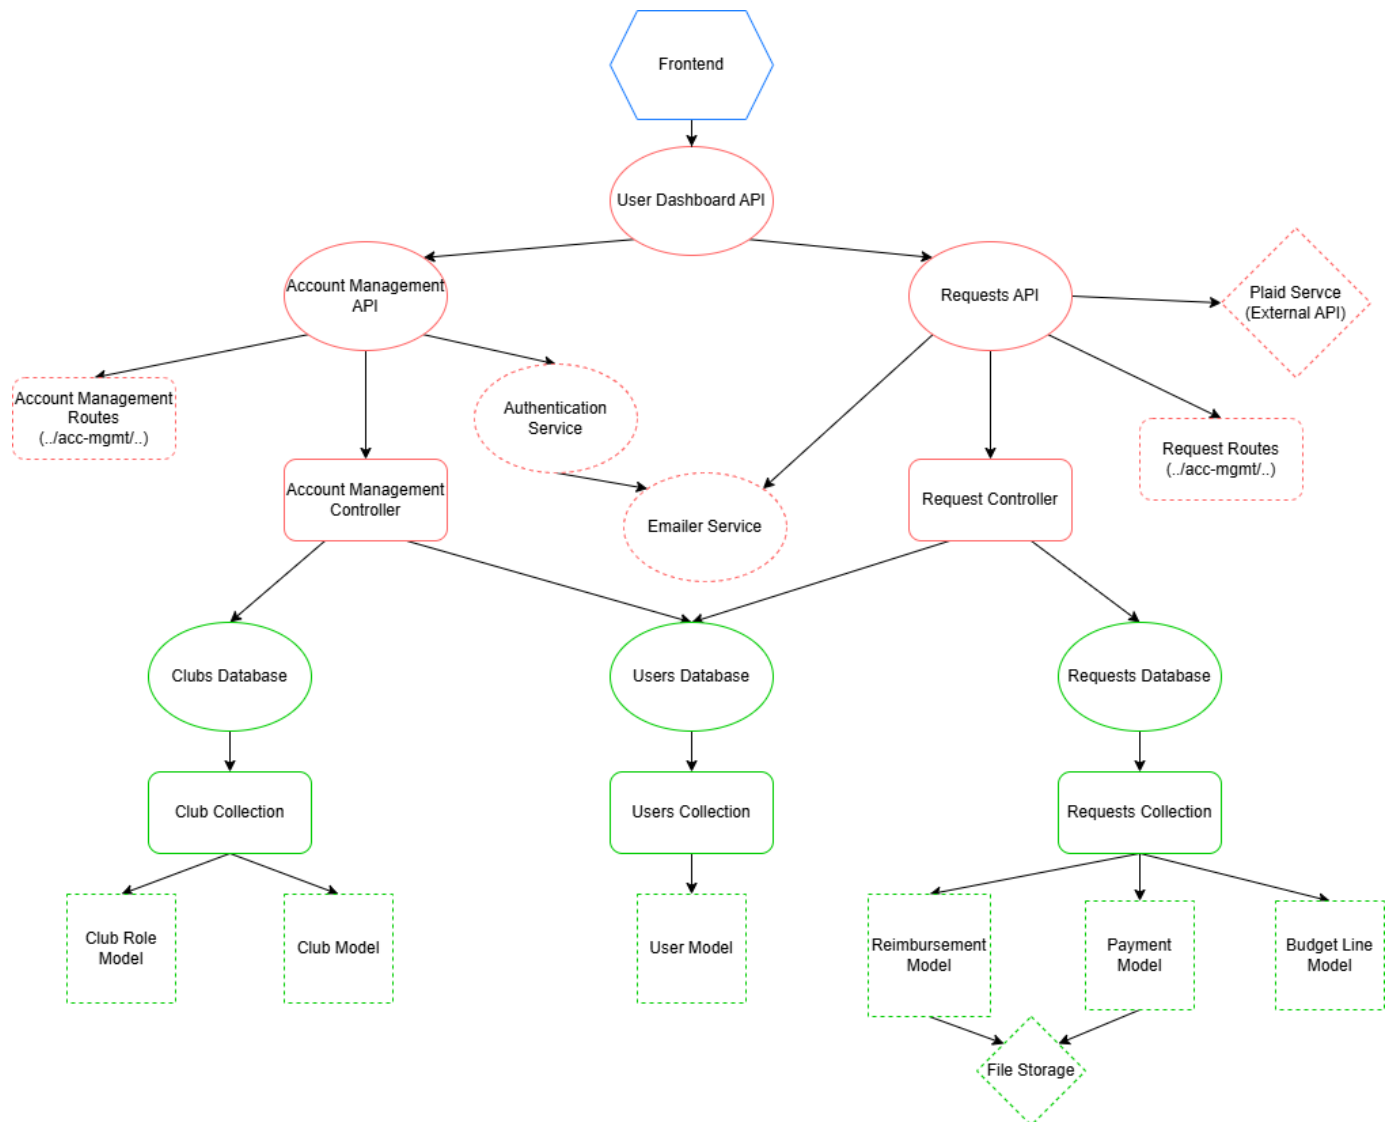 Frontend
User Dashboard API
Account Management
API
Requests API
Plaid Servce
(External API)
Account Management
Routes
(../acc-mgmt/..)
Authentication
Service
Request Routes
(../acc-mgmt/..)
Account Management
Controller
Emailer Service
Request Controller
Clubs Database
Users Database
Requests Database
Club Collection
Users Collection
Requests Collection
Club Role
Model
Club Model
User Model
Reimbursement
Model
Payment
Model
Budget Line
Model
File Storage